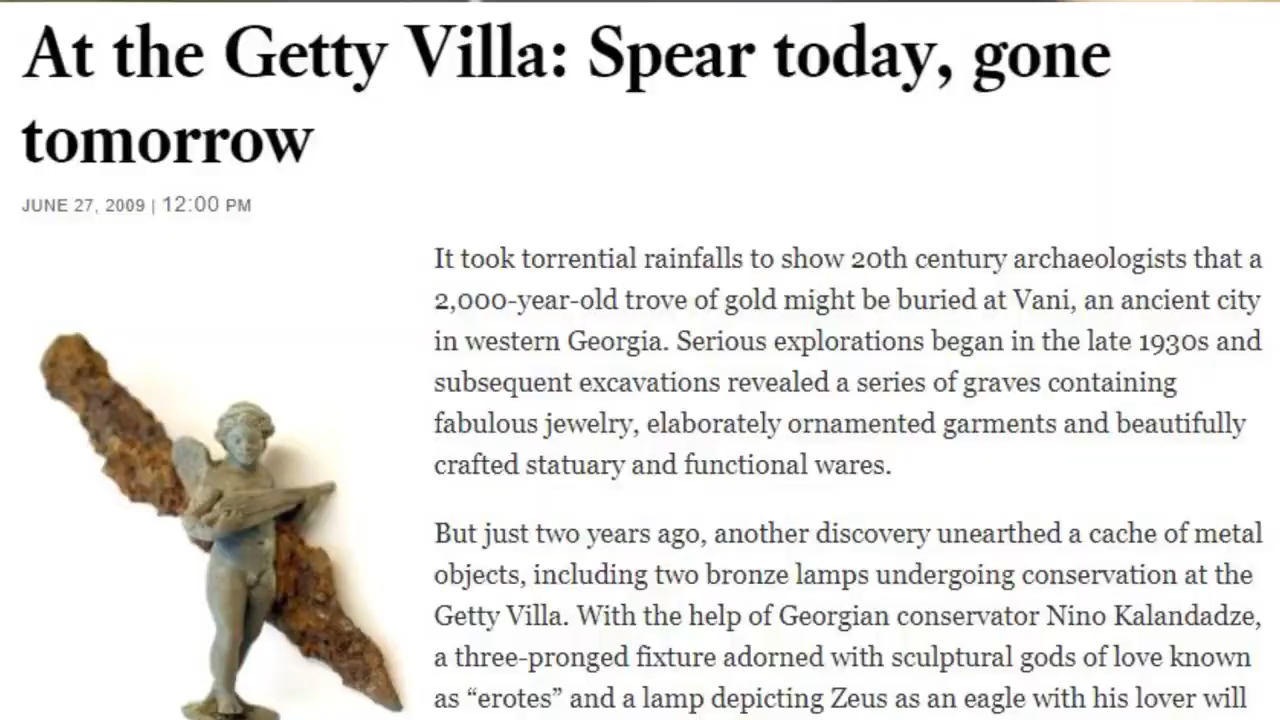 At the Getty Villa: Spear today, gone
tomorrow
JUNE 27, 2009 | 12:00 PM
It took torrential rainfalls to show 20th century archaeologists that a
2,000-year-old trove of gold might be buried at Vani, an ancient city
in western Georgia. Serious explorations began in the late 1930s and
subsequent excavations revealed a series of graves containing
fabulous jewelry, elaborately ornamented garments and beautifully
crafted statuary and functional wares.
But just two years ago, another discovery unearthed a cache of metal
objects, including two bronze lamps undergoing conservation at the
Getty Villa. With the help of Georgian conservator Nino Kalandadze,
a three-pronged fixture adorned with sculptural gods of love known
as “erotes” and a lamp depicting Zeus as an eagle with his lover will